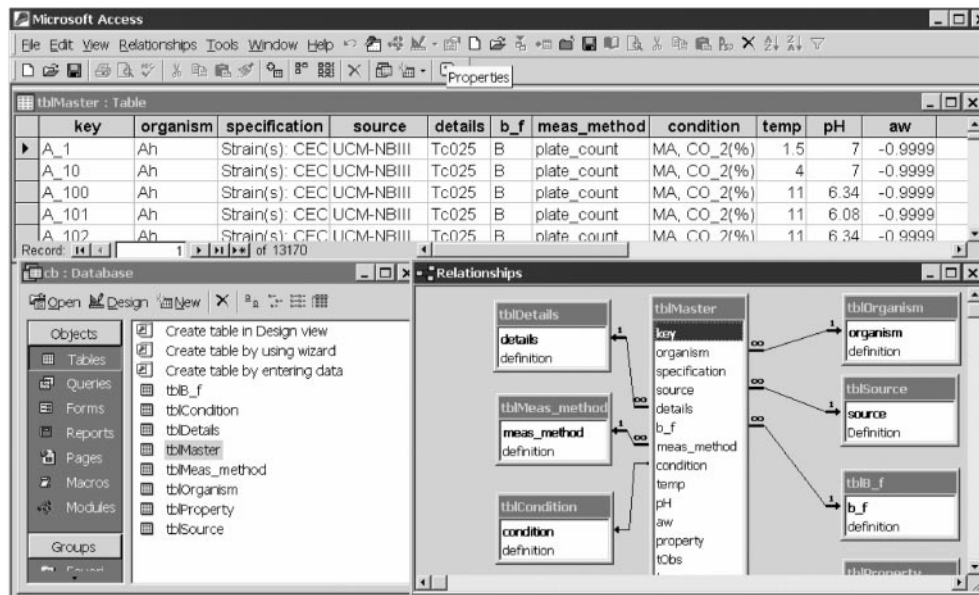 Microsoft Access
File Edit View Relationships Tools Window Help
Properties
tblMaster : Table
key organism specification source details b_f meas_method condition temp pH aw
A_1 Ah Strain(s): CEC UCM-NBIII Tc025 B plate_count MA, CO_2(%) 1.5 7 -0.9999
A_10 Ah Strain(s): CEC UCM-NBIII Tc025 B plate_count MA, CO_2(%) 4 7 -0.9999
A_100 Ah Strain(s): CEC UCM-NBIII Tc025 B plate_count MA, CO_2(%) 11 6.34 -0.9999
A_101 Ah Strain(s): CEC UCM-NBIII Tc025 B plate_count MA, CO_2(%) 11 6.08 -0.9999
A_102 Ah Strain(s): CEC UCM-NBIII Tc025 B plate_count MA, CO_2(%) 11 6.34 -0.9999
Record: 1 of 13170
cb : Database
Open Design New
Objects
Tables
Queries
Forms
Reports
Pages
Macros
Modules
Groups
Create table in Design view
Create table by using wizard
Create table by entering data
tblB_f
tblCondition
tblDetails
tblMaster
tblMeas_method
tblOrganism
tblProperty
tblSource
Relationships
tblDetails
details
definition
tblMeas_method
meas_method
definition
tblCondition
condition
definition
tblMaster
key
organism
specification
source
details
b_f
meas_method
condition
temp
pH
aw
property
tObs
tblOrganism
organism
definition
tblSource
source
Definition
tblB_f
b_f
definition
tblProperty
1 ∞ 1 ∞ ∞ 1 ∞ 1 ∞ 1